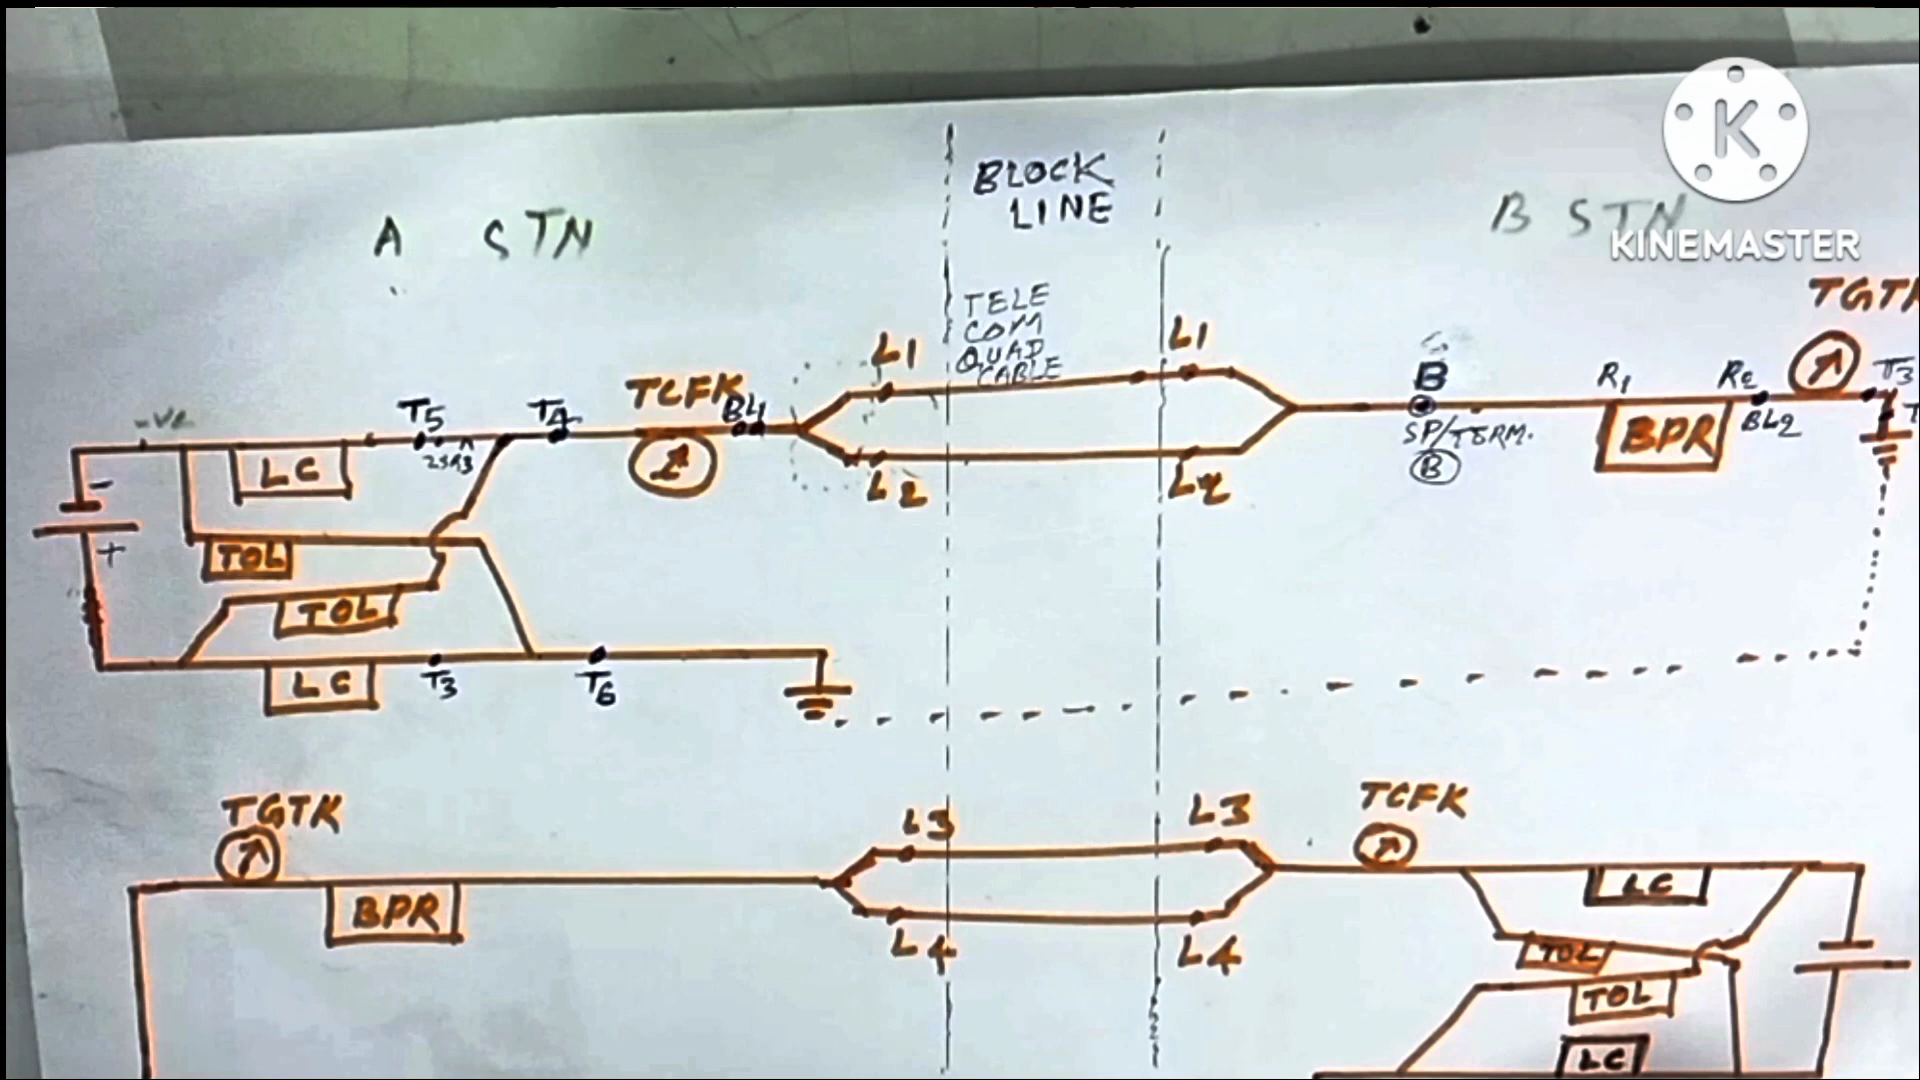 BLOCK
LINE
A STN
B STN
K
KINEMASTER
TELE
COM
QUAD
CABLE
TGTK
L1
L1
TCFK
BL1
T5
T4
-VE
B
SP/TERM.
B
R1
R2
BL2
T3
BPR
LC
-
+
L2
L2
TOL
TOL
LC
T3
T6
TGTK
L3
L3
TCFK
BPR
L4
L4
LC
TOL
TOL
LC